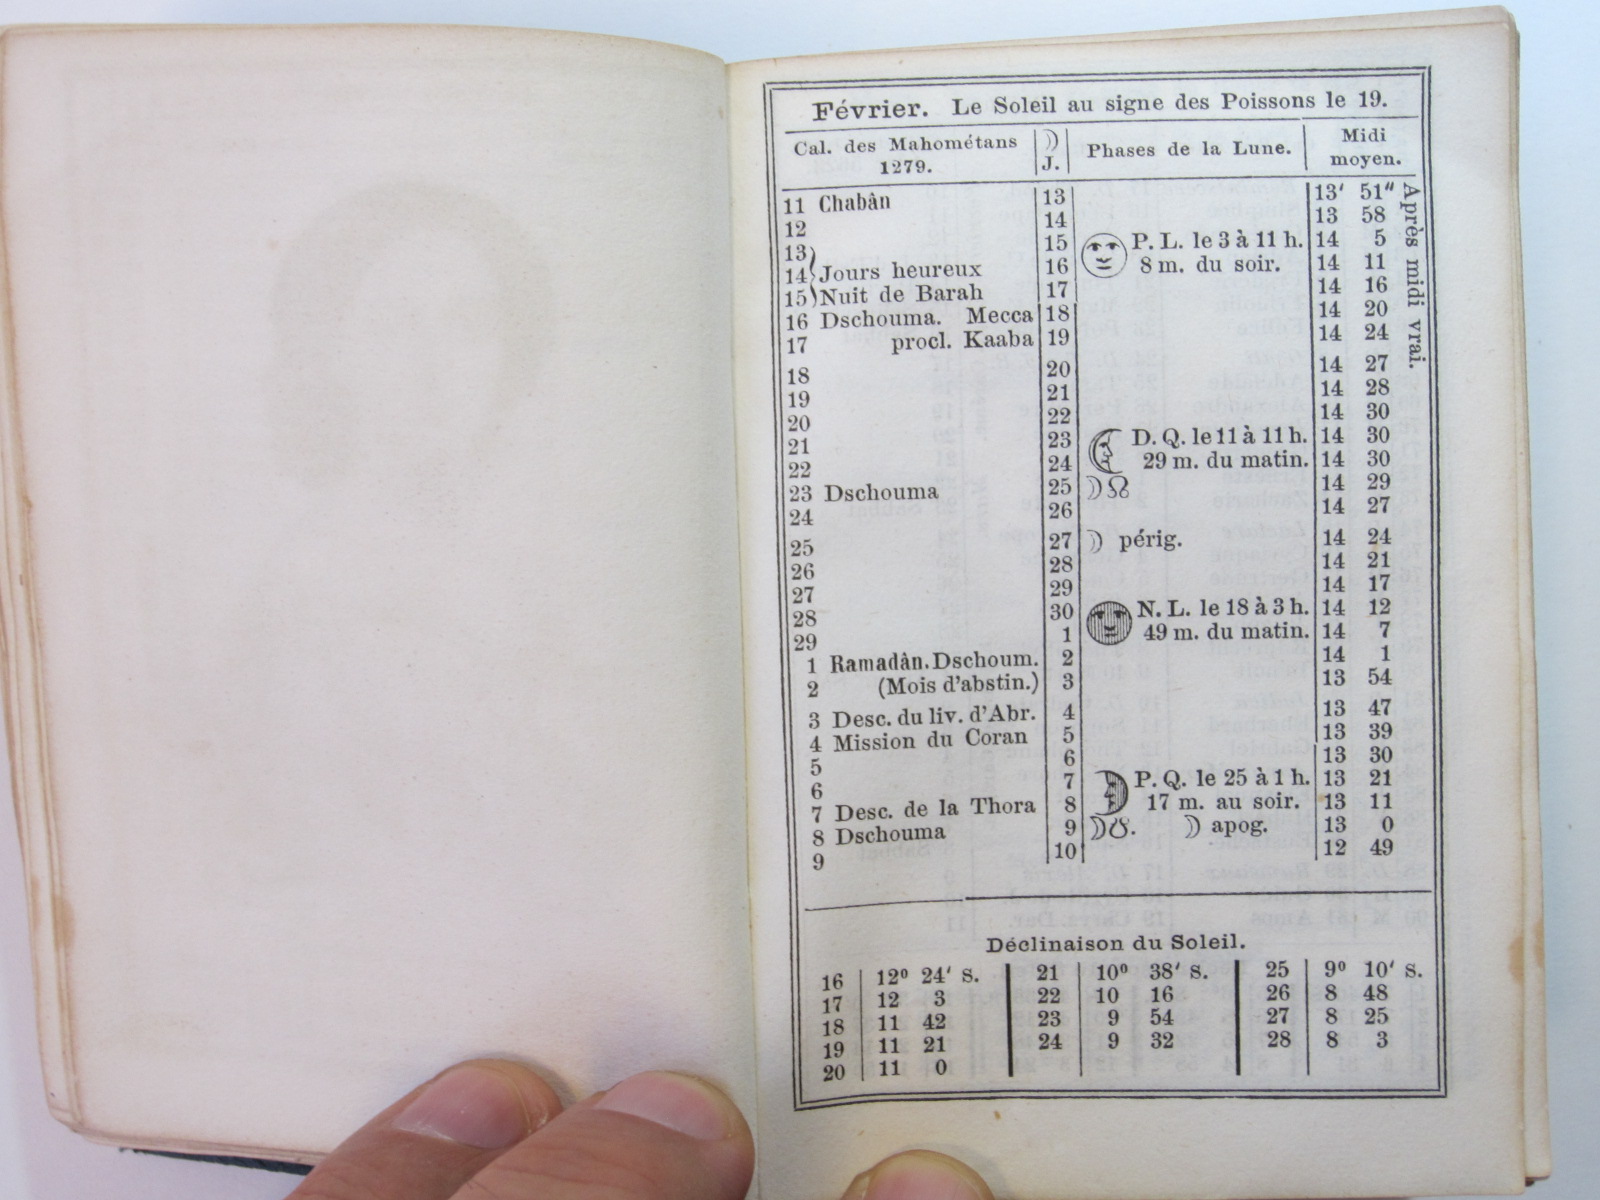 Février. Le Soleil au signe des Poissons le 19.
Cal. des Mahométans 1279. ☽ J. Phases de la Lune. Midi moyen.
11 Chabân 13 13' 51" Après midi vrai.
12 14 13 58
13 15 P. L. le 3 à 11 h. 14 5
14 Jours heureux 16 8 m. du soir. 14 11
15 Nuit de Barah 17 14 16
16 Dschouma. Mecca 18 14 20
17 procl. Kaaba 19 14 24
18 20 14 27
19 21 14 28
20 22 14 30
21 23 D. Q. le 11 à 11 h. 14 30
22 24 29 m. du matin. 14 30
23 Dschouma 25 ☽☊ 14 29
24 26 14 27
25 27 ☽ périg. 14 24
26 28 14 21
27 29 14 17
28 30 N. L. le 18 à 3 h. 14 12
29 1 49 m. du matin. 14 7
1 Ramadân. Dschoum. 2 14 1
2 (Mois d'abstin.) 3 13 54
3 Desc. du liv. d'Abr. 4 13 47
4 Mission du Coran 5 13 39
5 6 13 30
6 7 P. Q. le 25 à 1 h. 13 21
7 Desc. de la Thora 8 17 m. au soir. 13 11
8 Dschouma 9 ☽☋. ☽ apog. 13 0
9 10 12 49
Déclinaison du Soleil.
16 12° 24' S. 21 10° 38' S. 25 9° 10' S.
17 12 3 22 10 16 26 8 48
18 11 42 23 9 54 27 8 25
19 11 21 24 9 32 28 8 3
20 11 0